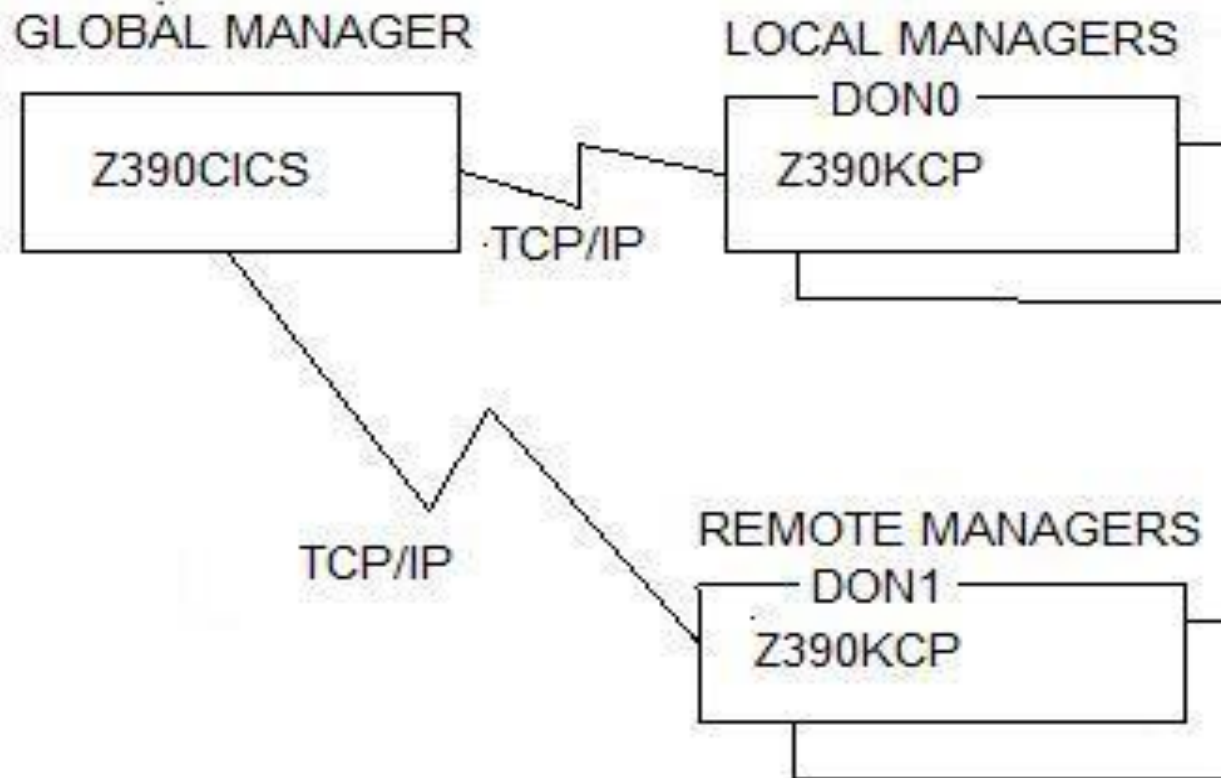 GLOBAL MANAGER
LOCAL MANAGERS
DON0
Z390CICS
Z390KCP
TCP/IP
TCP/IP
REMOTE MANAGERS
DON1
Z390KCP